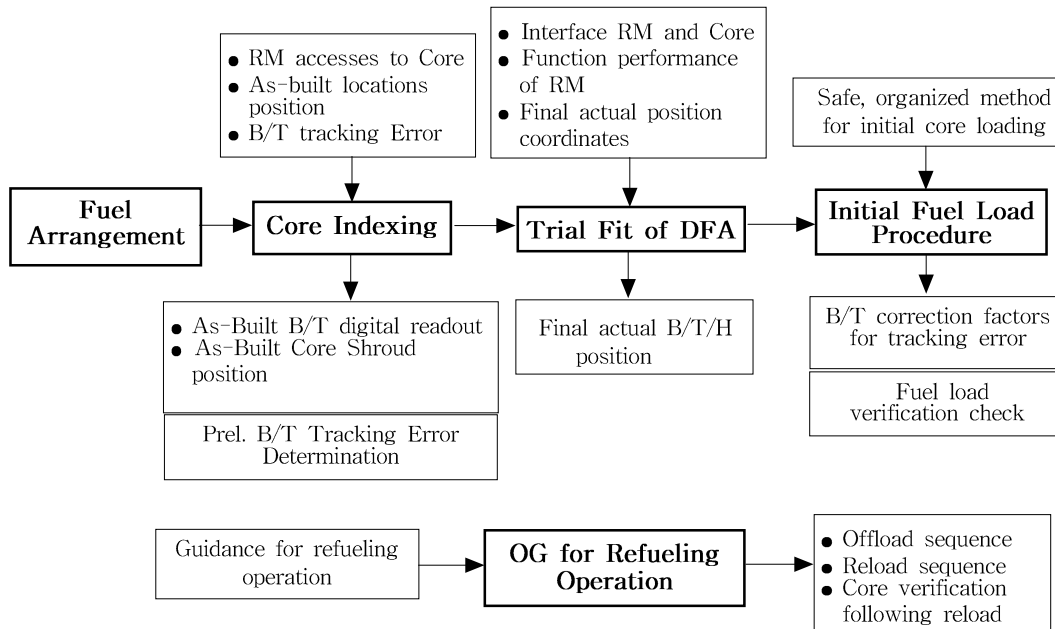 ● RM accesses to Core
● As-built locations
position
● B/T tracking Error
● Interface RM and Core
● Function performance
of RM
● Final actual position
coordinates
Safe, organized method
for initial core loading
Fuel
Arrangement
Core Indexing
Trial Fit of DFA
Initial Fuel Load
Procedure
● As-Built B/T digital readout
● As-Built Core Shroud
position
Prel. B/T Tracking Error
Determination
Final actual B/T/H
position
B/T correction factors
for tracking error
Fuel load
verification check
Guidance for refueling
operation
OG for Refueling
Operation
● Offload sequence
● Reload sequence
● Core verification
following reload